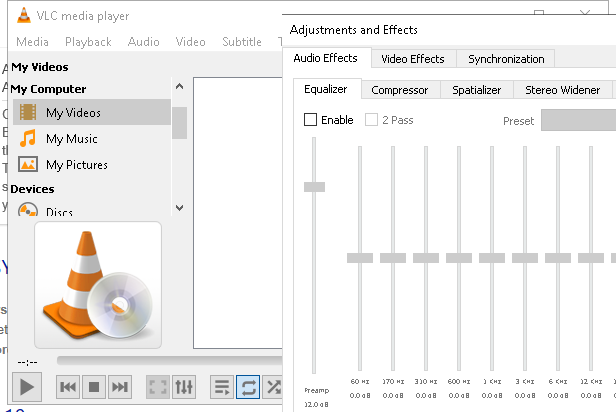 VLC media player
Media Playback Audio Video Subtitle
My Videos
My Computer
My Videos
My Music
My Pictures
Devices
Discs
--:--
Adjustments and Effects
Audio Effects Video Effects Synchronization
Equalizer Compressor Spatializer Stereo Widener
Enable 2 Pass Preset
60 Hz 170 Hz 310 Hz 600 Hz 1 KHz 3 KHz 6 KHz 12 KHz
Preamp 0.0 dB 0.0 dB 0.0 dB 0.0 dB 0.0 dB 0.0 dB 0.0 dB 0.0 dB
12.0 dB